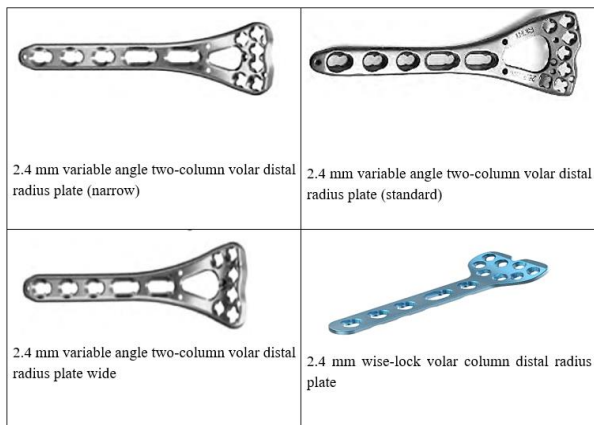 2.4 mm variable angle two-column volar distal
radius plate (narrow)
2.4 mm variable angle two-column volar distal
radius plate (standard)
2.4 mm variable angle two-column volar distal
radius plate wide
2.4 mm wise-lock volar column distal radius
plate